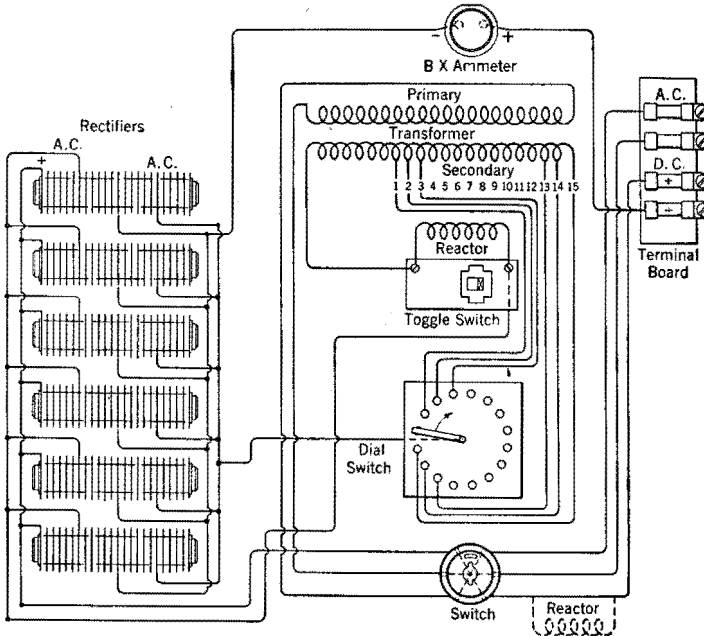 − +
B X Ammeter
A.C.
Primary
Rectifiers
Transformer
A.C.
A.C.
+
Secondary
D.C.
1 2 3 4 5 6 7 8 9 10 11 12 13 14 15
+
−
Reactor
Terminal
Board
Toggle Switch
Dial
Switch
Switch
Reactor